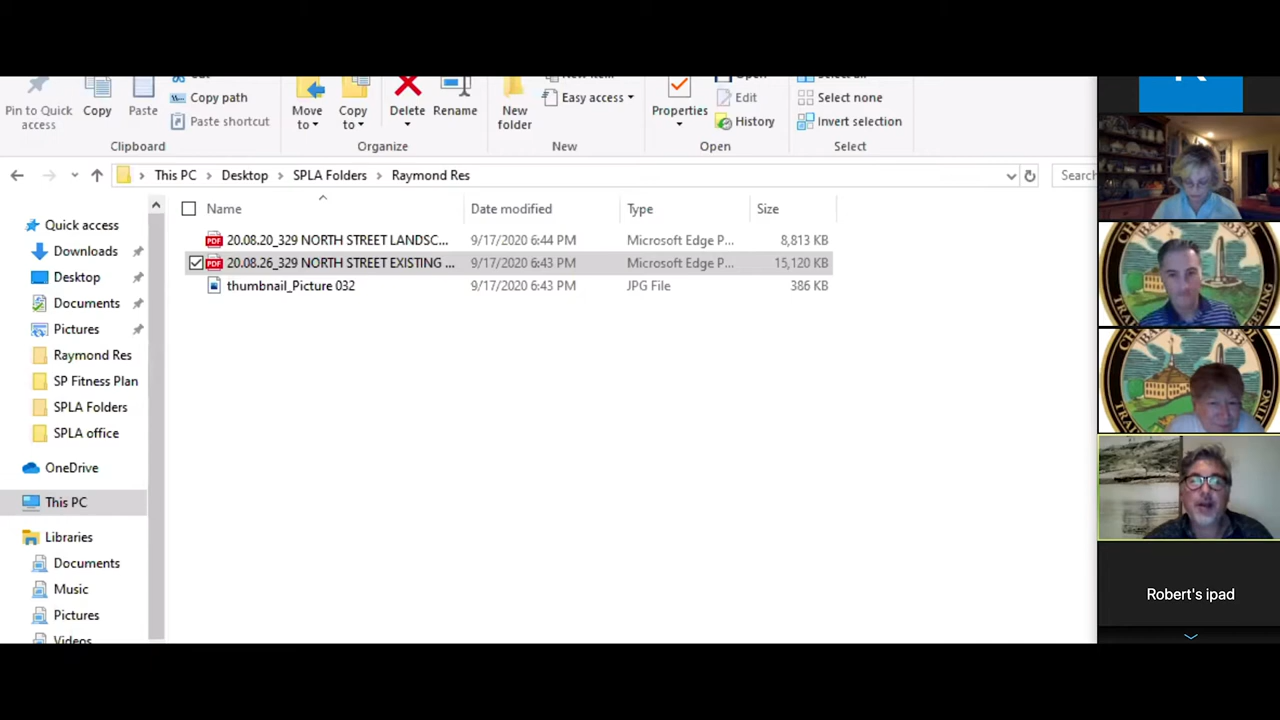 Pin to Quick
access
Copy
Paste
Copy path
Paste shortcut
Clipboard
Move
to
Copy
to
Delete
Rename
Organize
New
folder
Easy access
New
Properties
Open
Edit
History
Open
Select all
Select none
Invert selection
Select
This PC > Desktop > SPLA Folders > Raymond Res
Search
Name Date modified Type Size
20.08.20_329 NORTH STREET LANDSC... 9/17/2020 6:44 PM Microsoft Edge P... 8,813 KB
20.08.26_329 NORTH STREET EXISTING ... 9/17/2020 6:43 PM Microsoft Edge P... 15,120 KB
thumbnail_Picture 032 9/17/2020 6:43 PM JPG File 386 KB
Quick access
Downloads
Desktop
Documents
Pictures
Raymond Res
SP Fitness Plan
SPLA Folders
SPLA office
OneDrive
This PC
Libraries
Documents
Music
Pictures
Videos
Robert's ipad